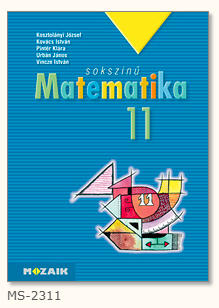 Kosztolányi József
Kovács István
Pintér Klára
Urbán János
Vincze István
sokszínű
Matematika
11
11
MOZAIK
MS-2311